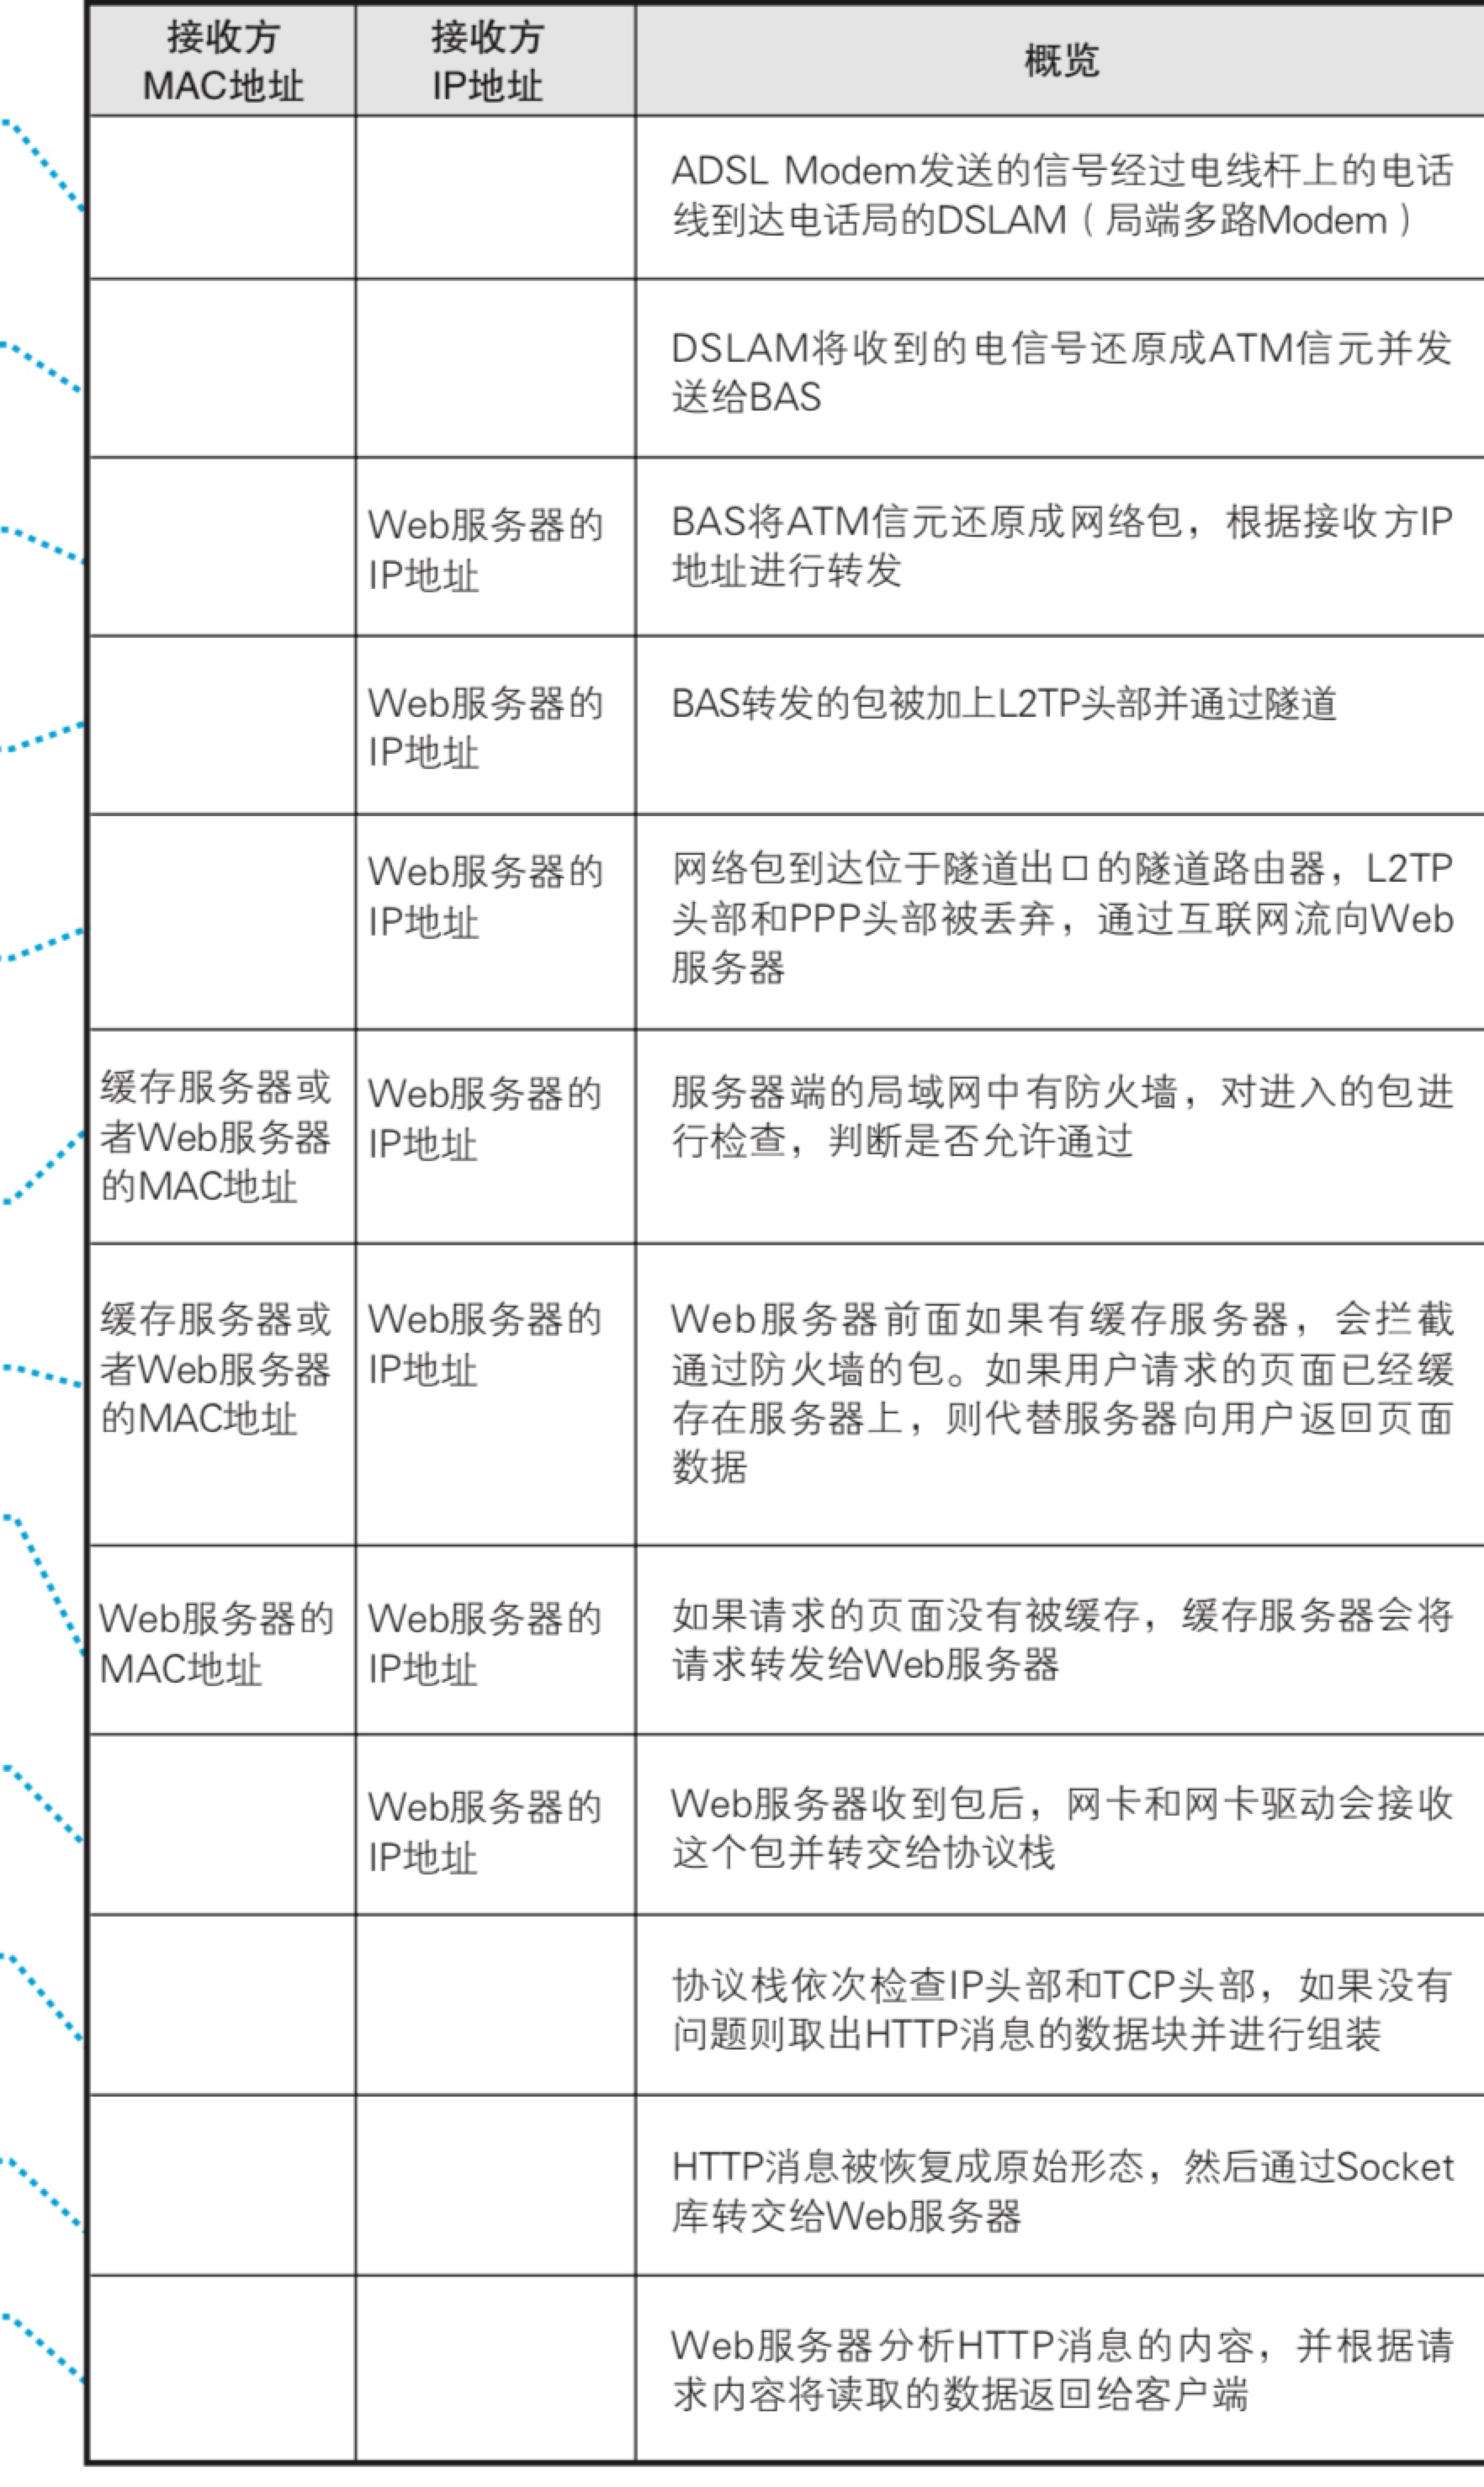 接收方
MAC地址
接收方
IP地址
概览
ADSL Modem发送的信号经过电线杆上的电话
线到达电话局的DSLAM（局端多路Modem）
DSLAM将收到的电信号还原成ATM信元并发
送给BAS
Web服务器的
IP地址
BAS将ATM信元还原成网络包，根据接收方IP
地址进行转发
Web服务器的
IP地址
BAS转发的包被加上L2TP头部并通过隧道
Web服务器的
IP地址
网络包到达位于隧道出口的隧道路由器，L2TP
头部和PPP头部被丢弃，通过互联网流向Web
服务器
缓存服务器或
者Web服务器
的MAC地址
Web服务器的
IP地址
服务器端的局域网中有防火墙，对进入的包进
行检查，判断是否允许通过
缓存服务器或
者Web服务器
的MAC地址
Web服务器的
IP地址
Web服务器前面如果有缓存服务器，会拦截
通过防火墙的包。如果用户请求的页面已经缓
存在服务器上，则代替服务器向用户返回页面
数据
Web服务器的
MAC地址
Web服务器的
IP地址
如果请求的页面没有被缓存，缓存服务器会将
请求转发给Web服务器
Web服务器的
IP地址
Web服务器收到包后，网卡和网卡驱动会接收
这个包并转交给协议栈
协议栈依次检查IP头部和TCP头部，如果没有
问题则取出HTTP消息的数据块并进行组装
HTTP消息被恢复成原始形态，然后通过Socket
库转交给Web服务器
Web服务器分析HTTP消息的内容，并根据请
求内容将读取的数据返回给客户端